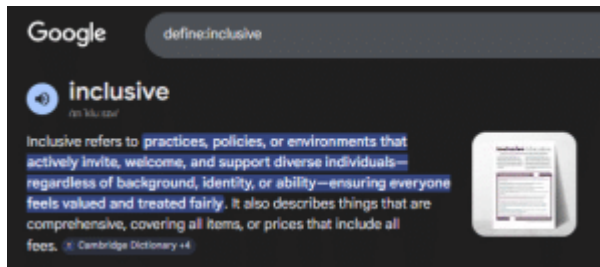 Google
define:inclusive
inclusive
Inclusive refers to practices, policies, or environments that
actively invite, welcome, and support diverse individuals—
regardless of background, identity, or ability—ensuring everyone
feels valued and treated fairly. It also describes things that are
comprehensive, covering all items, or prices that include all
fees. Cambridge Dictionary +4